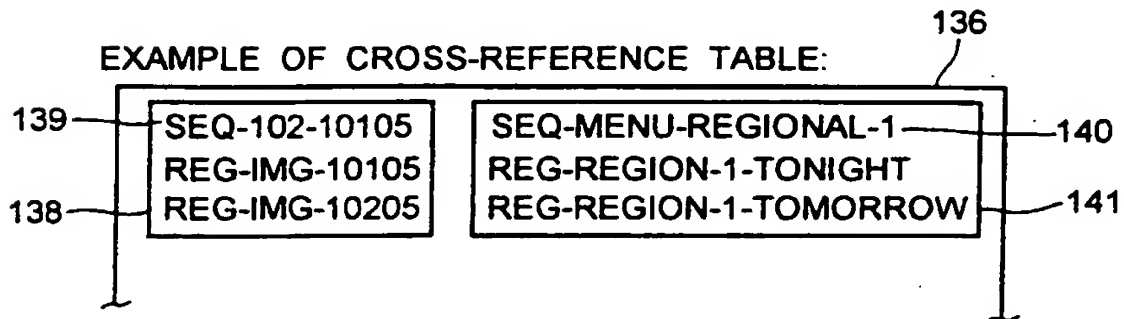 136
EXAMPLE OF CROSS-REFERENCE TABLE:
139 SEQ-102-10105 SEQ-MENU-REGIONAL-1 140
REG-IMG-10105 REG-REGION-1-TONIGHT
138 REG-IMG-10205 REG-REGION-1-TOMORROW 141